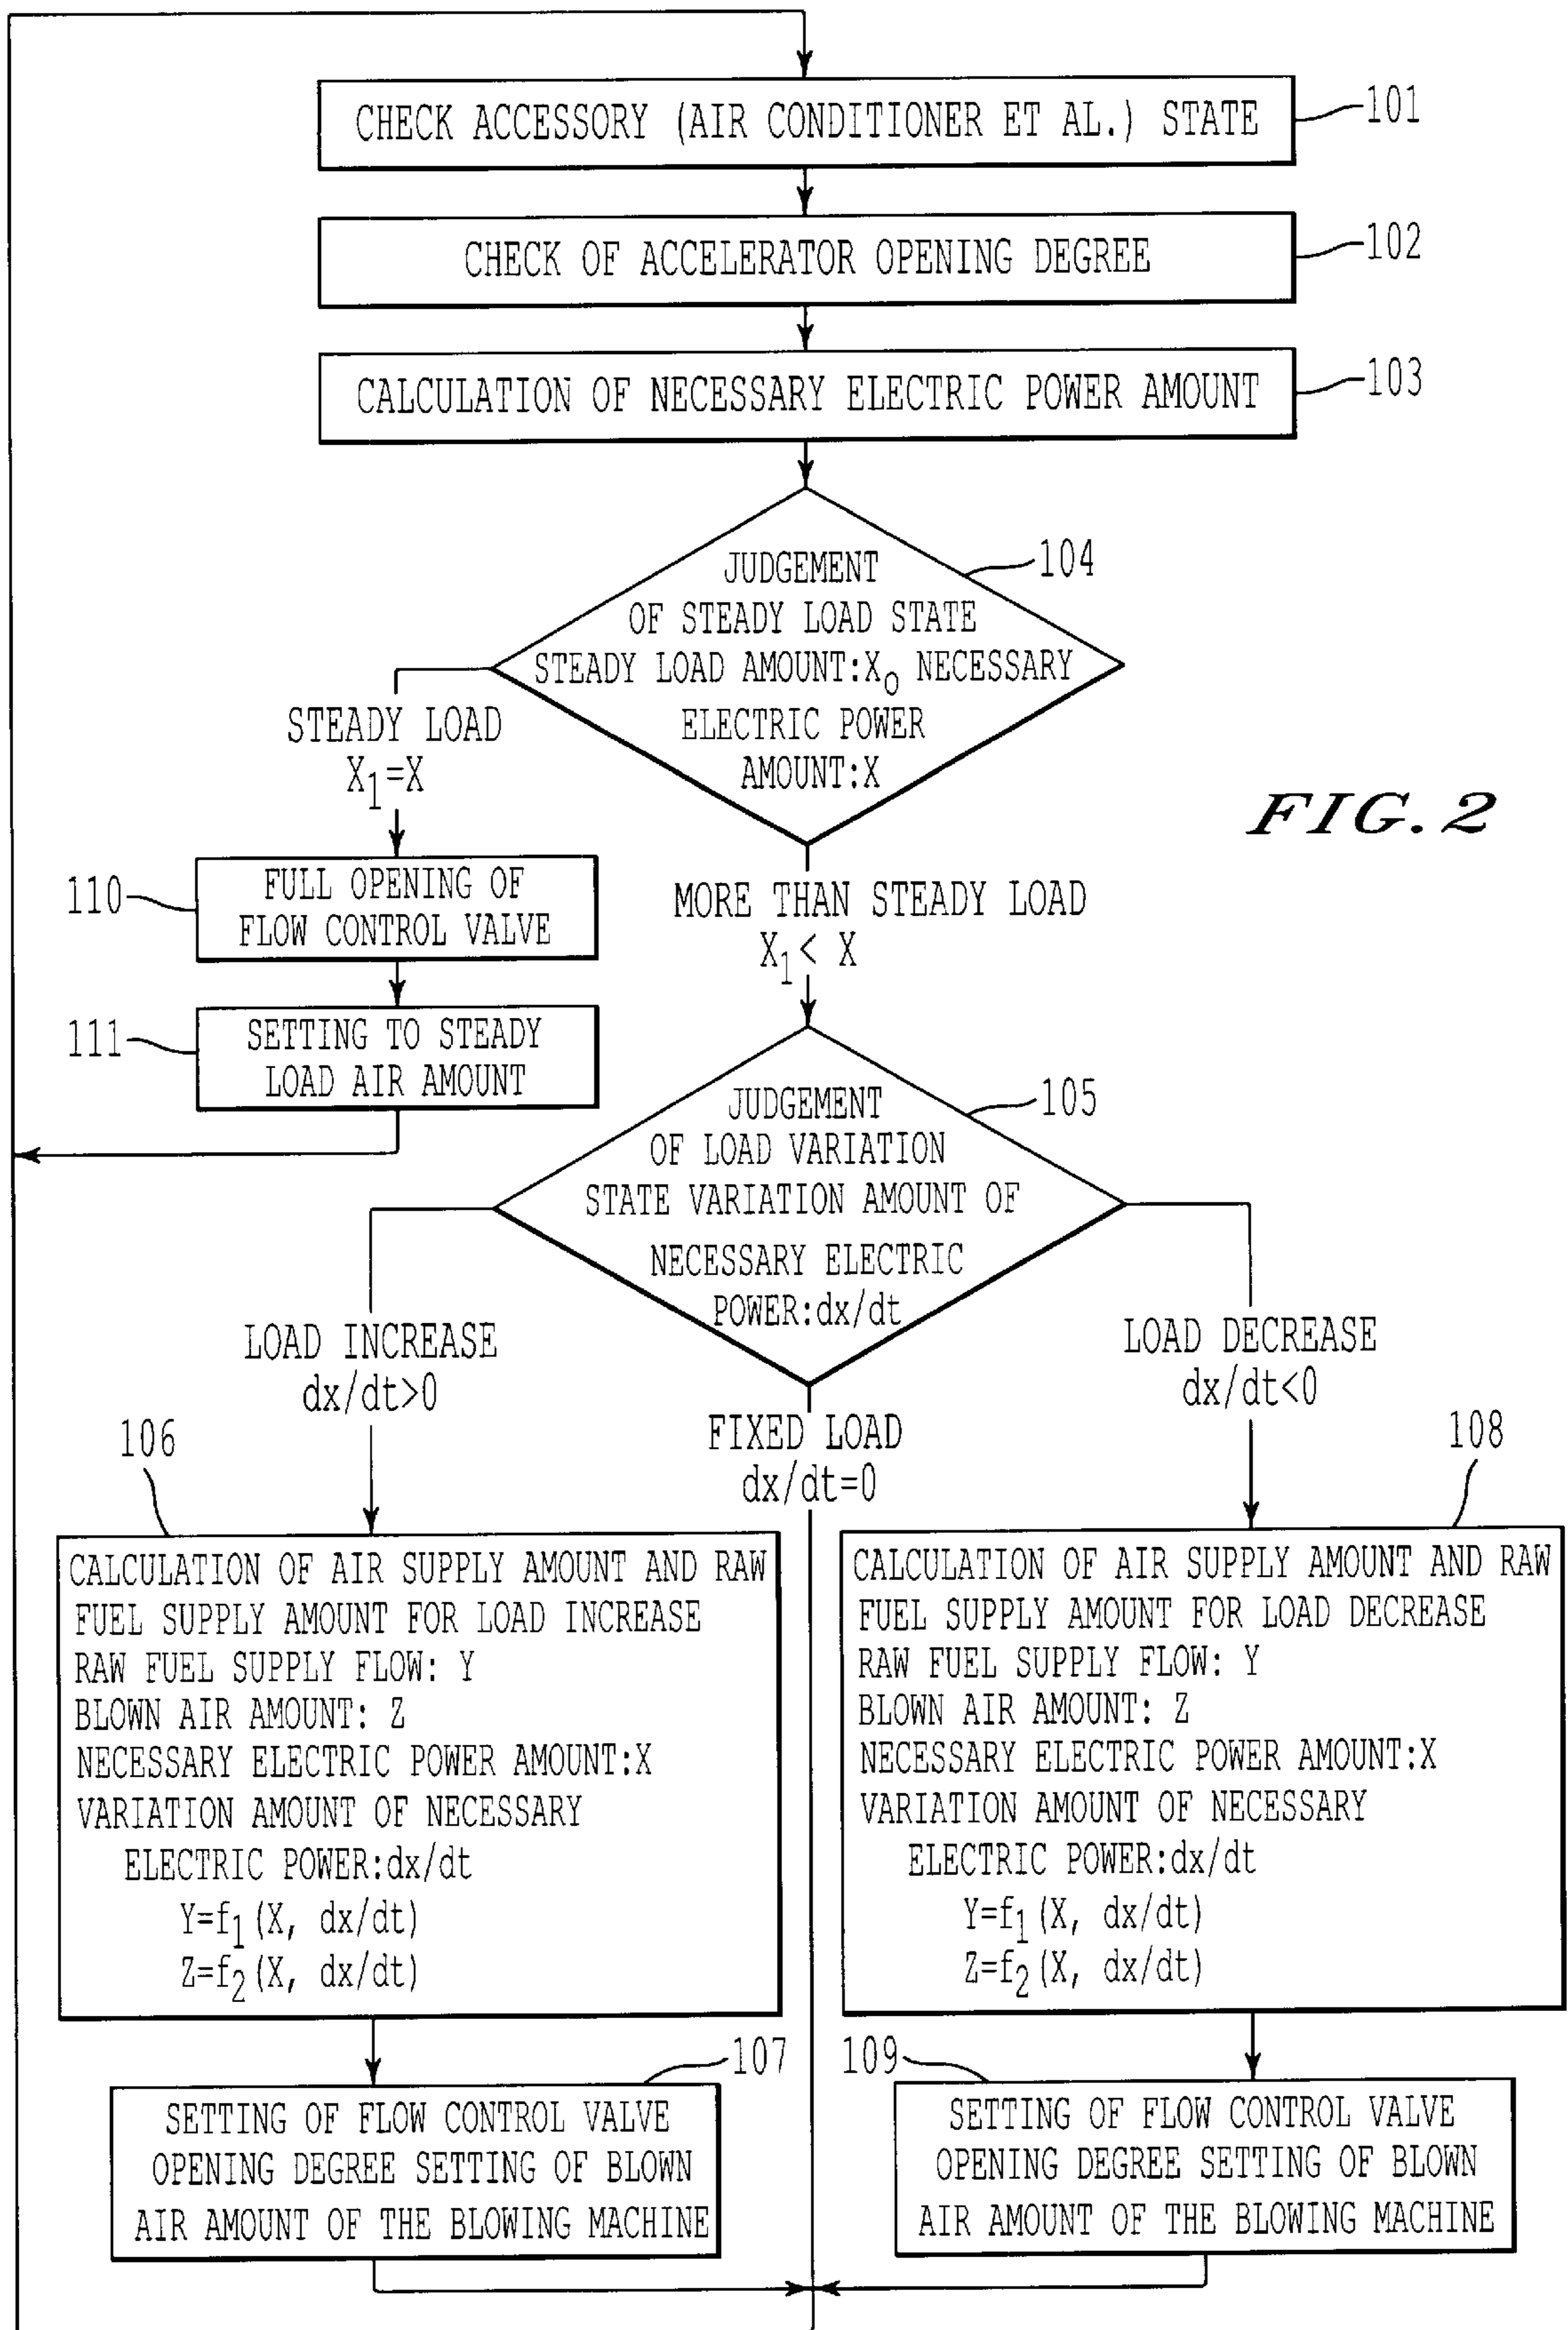 CHECK ACCESSORY (AIR CONDITIONER ET AL.) STATE
101
CHECK OF ACCELERATOR OPENING DEGREE
102
CALCULATION OF NECESSARY ELECTRIC POWER AMOUNT
103
JUDGEMENT
OF STEADY LOAD STATE
STEADY LOAD AMOUNT:X₀ NECESSARY
ELECTRIC POWER
AMOUNT:X
104
STEADY LOAD
X₁=X
FIG. 2
110
FULL OPENING OF
FLOW CONTROL VALVE
MORE THAN STEADY LOAD
X₁< X
111
SETTING TO STEADY
LOAD AIR AMOUNT
JUDGEMENT
OF LOAD VARIATION
STATE VARIATION AMOUNT OF
NECESSARY ELECTRIC
POWER:dx/dt
105
LOAD INCREASE
dx/dt>0
FIXED LOAD
dx/dt=0
LOAD DECREASE
dx/dt<0
106
CALCULATION OF AIR SUPPLY AMOUNT AND RAW
FUEL SUPPLY AMOUNT FOR LOAD INCREASE
RAW FUEL SUPPLY FLOW: Y
BLOWN AIR AMOUNT: Z
NECESSARY ELECTRIC POWER AMOUNT:X
VARIATION AMOUNT OF NECESSARY
ELECTRIC POWER:dx/dt
Y=f₁(X, dx/dt)
Z=f₂(X, dx/dt)
108
CALCULATION OF AIR SUPPLY AMOUNT AND RAW
FUEL SUPPLY AMOUNT FOR LOAD DECREASE
RAW FUEL SUPPLY FLOW: Y
BLOWN AIR AMOUNT: Z
NECESSARY ELECTRIC POWER AMOUNT:X
VARIATION AMOUNT OF NECESSARY
ELECTRIC POWER:dx/dt
Y=f₁(X, dx/dt)
Z=f₂(X, dx/dt)
107
SETTING OF FLOW CONTROL VALVE
OPENING DEGREE SETTING OF BLOWN
AIR AMOUNT OF THE BLOWING MACHINE
109
SETTING OF FLOW CONTROL VALVE
OPENING DEGREE SETTING OF BLOWN
AIR AMOUNT OF THE BLOWING MACHINE